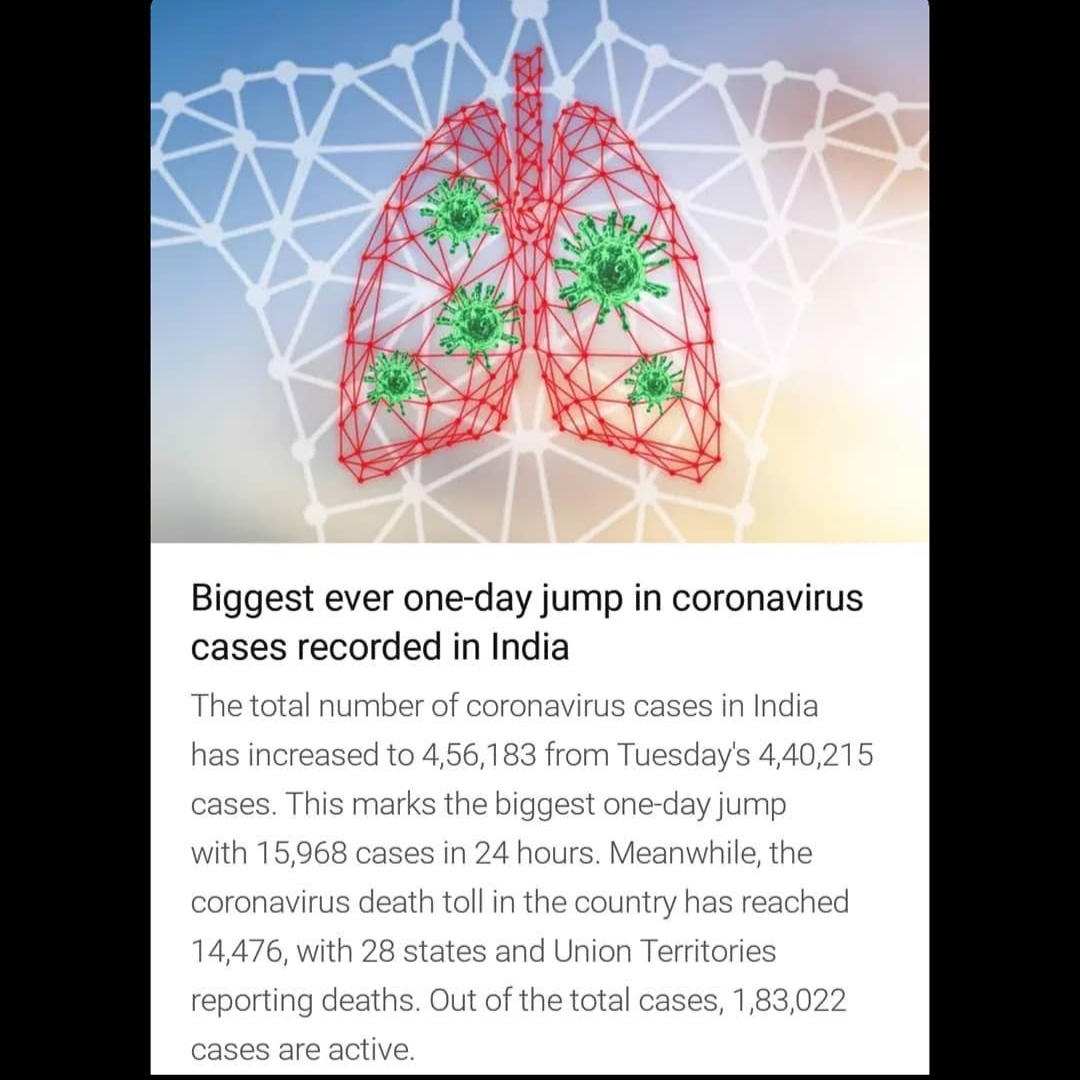 Biggest ever one-day jump in coronavirus
cases recorded in India
The total number of coronavirus cases in India
has increased to 4,56,183 from Tuesday's 4,40,215
cases. This marks the biggest one-day jump
with 15,968 cases in 24 hours. Meanwhile, the
coronavirus death toll in the country has reached
14,476, with 28 states and Union Territories
reporting deaths. Out of the total cases, 1,83,022
cases are active.